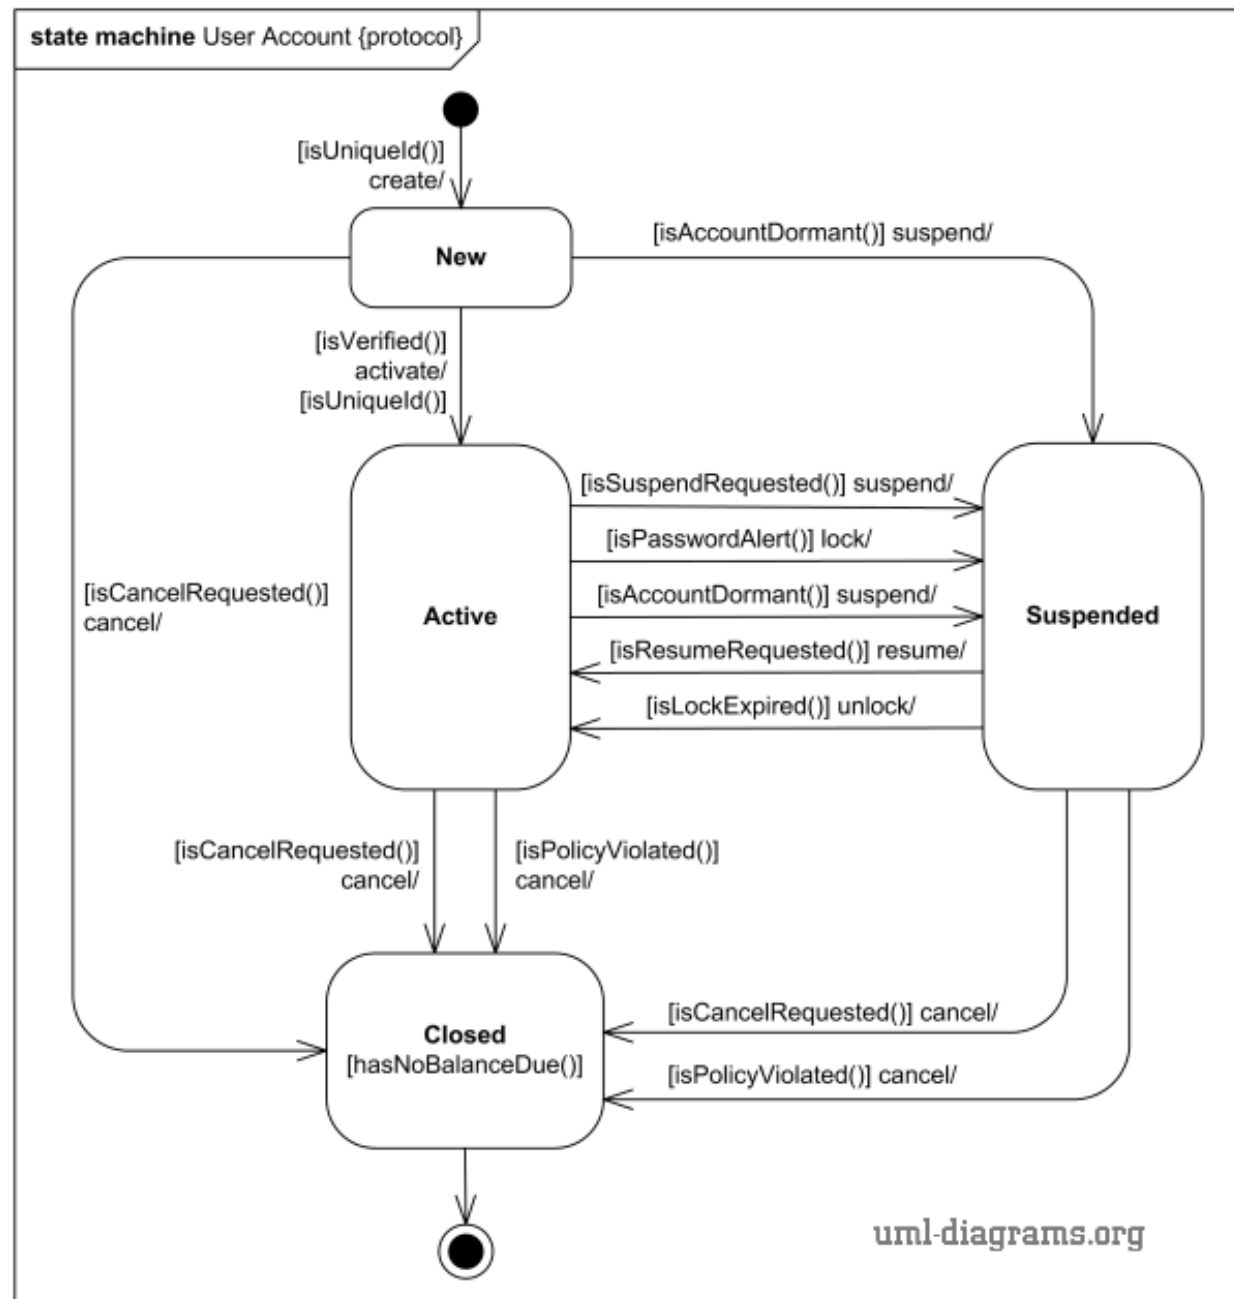 state machine User Account {protocol}
[isUniqueId()]
create/
New
[isAccountDormant()] suspend/
[isVerified()]
activate/
[isUniqueId()]
[isSuspendRequested()] suspend/
[isPasswordAlert()] lock/
[isCancelRequested()]
cancel/
Active
[isAccountDormant()] suspend/
Suspended
[isResumeRequested()] resume/
[isLockExpired()] unlock/
[isCancelRequested()]
cancel/
[isPolicyViolated()]
cancel/
Closed
[hasNoBalanceDue()]
[isCancelRequested()] cancel/
[isPolicyViolated()] cancel/
uml-diagrams.org